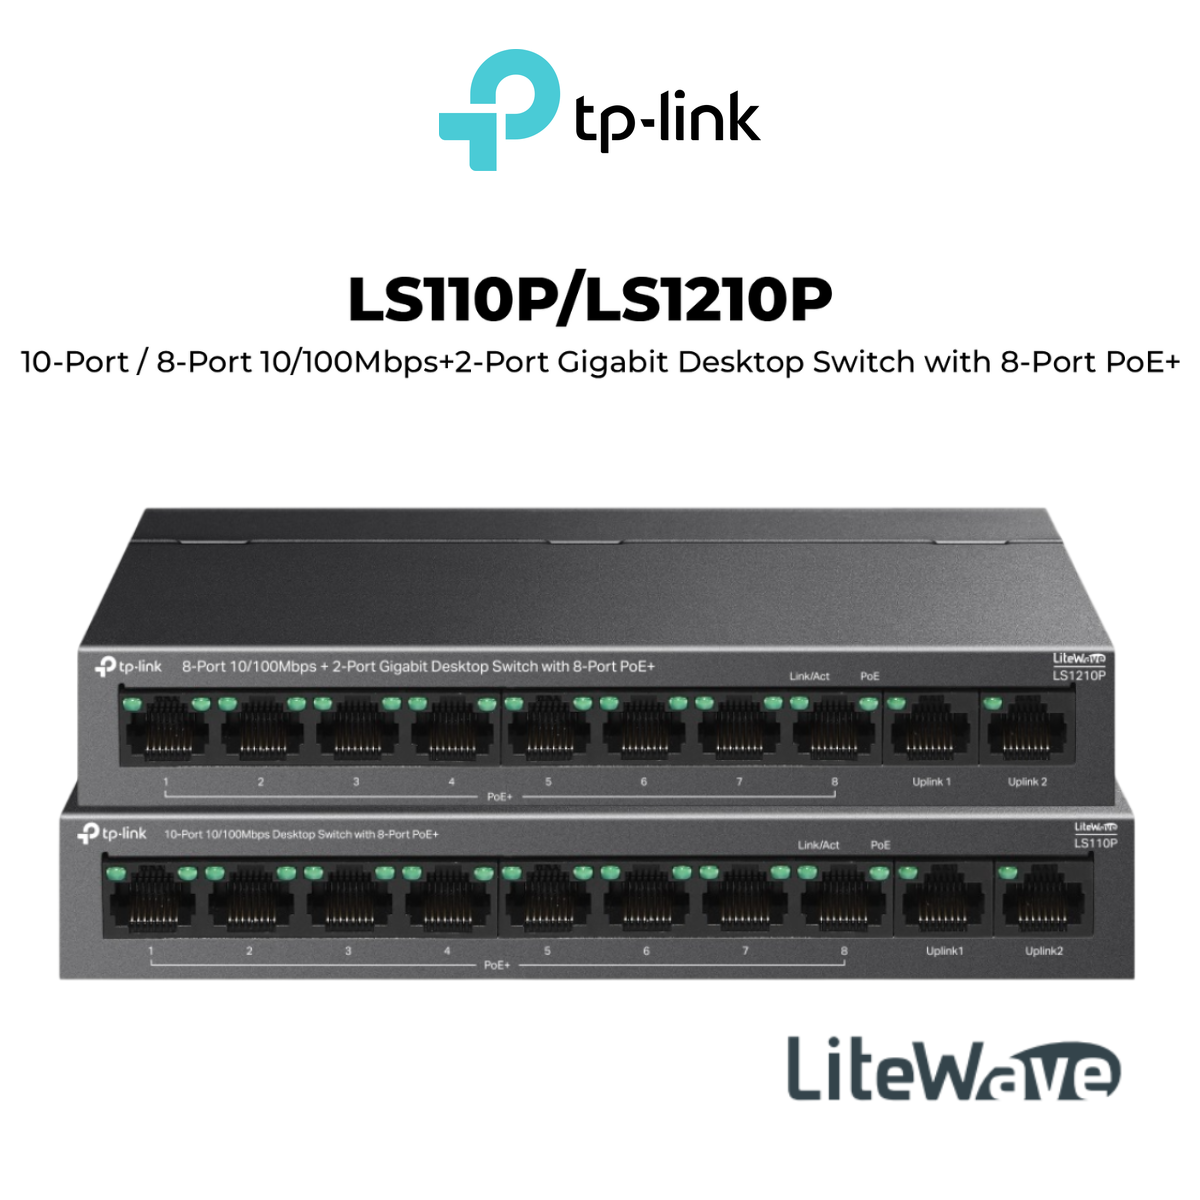 tp-link
LS110P/LS1210P
10-Port / 8-Port 10/100Mbps+2-Port Gigabit Desktop Switch with 8-Port PoE+
tp-link 8-Port 10/100Mbps + 2-Port Gigabit Desktop Switch with 8-Port PoE+
LiteWave
LS1210P
Link/Act PoE
1 2 3 4 5 6 7 8 Uplink 1 Uplink 2
PoE+
tp-link 10-Port 10/100Mbps Desktop Switch with 8-Port PoE+
LiteWave
LS110P
Link/Act PoE
1 2 3 4 5 6 7 8 Uplink1 Uplink2
PoE+
LiteWave